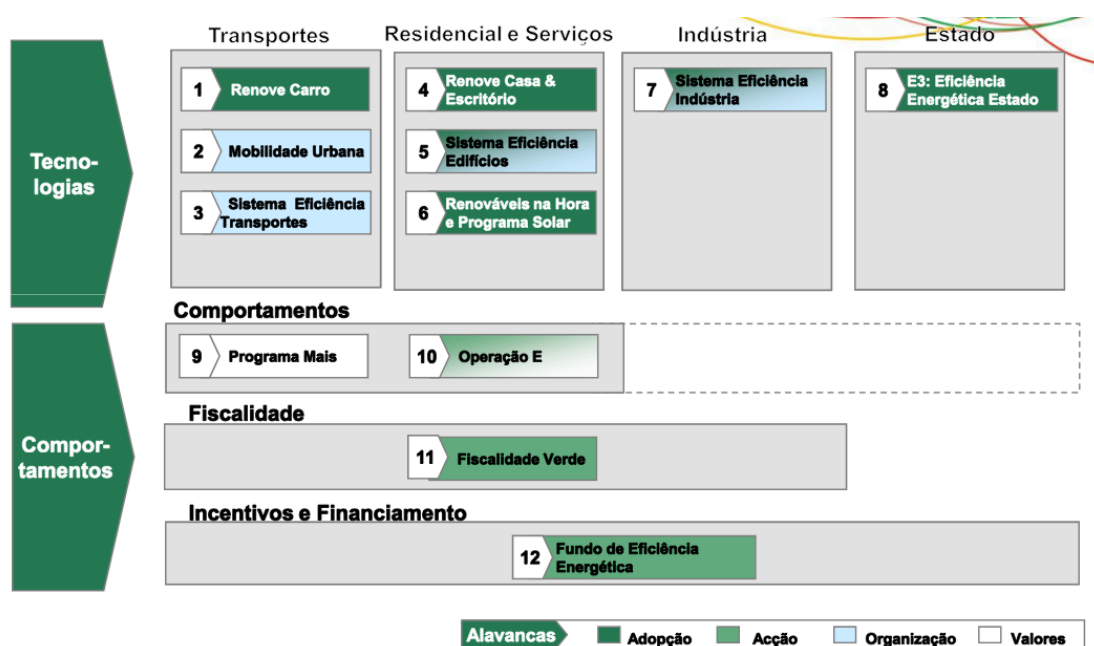 Transportes
Residencial e Serviços
Indústria
Estado
Tecno-
logias
1
Renove Carro
2
Mobilidade Urbana
3
Sistema Eficiência
Transportes
4
Renove Casa &
Escritório
5
Sistema Eficiência
Edifícios
6
Renováveis na Hora
e Programa Solar
7
Sistema Eficiência
Indústria
8
E3: Eficiência
Energética Estado
Compor-
tamentos
Comportamentos
9
Programa Mais
10
Operação E
Fiscalidade
11
Fiscalidade Verde
Incentivos e Financiamento
12
Fundo de Eficiência
Energética
Alavancas
Adopção
Acção
Organização
Valores